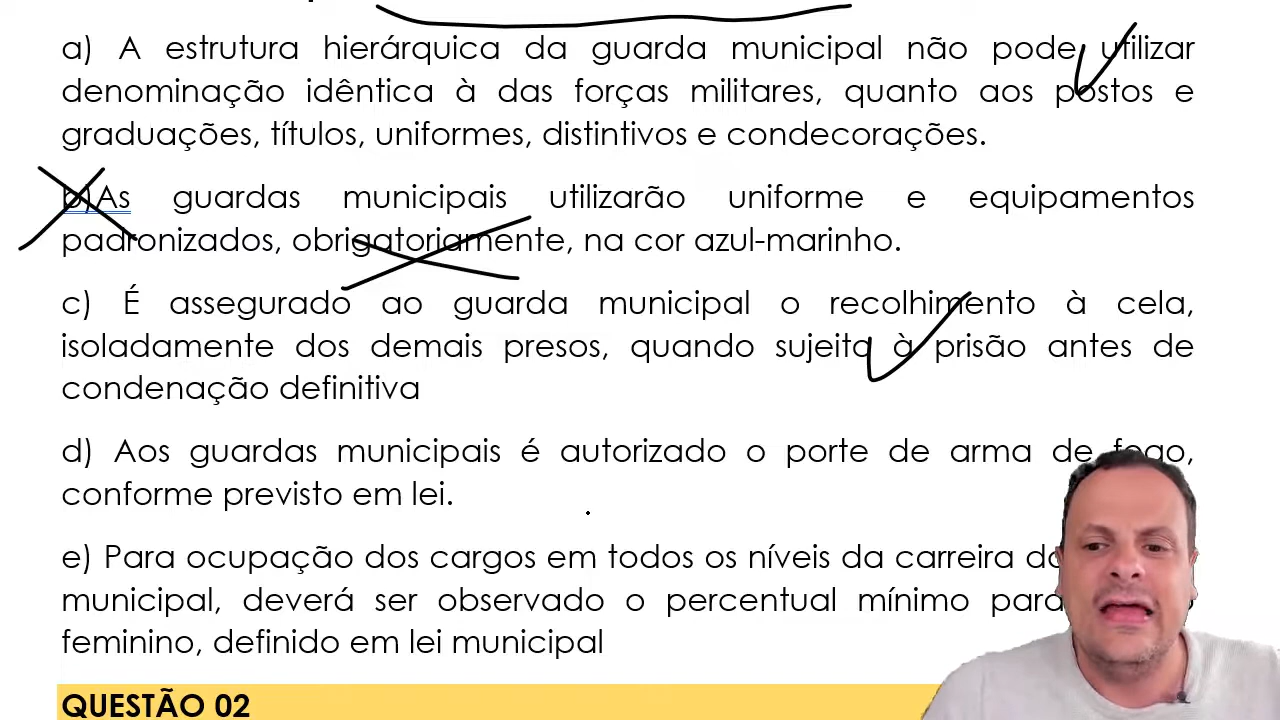 a) A estrutura hierárquica da guarda municipal não pode utilizar
denominação idêntica à das forças militares, quanto aos postos e
graduações, títulos, uniformes, distintivos e condecorações.
b)As guardas municipais utilizarão uniforme e equipamentos
padronizados, obrigatoriamente, na cor azul-marinho.
c) É assegurado ao guarda municipal o recolhimento à cela,
isoladamente dos demais presos, quando sujeito à prisão antes de
condenação definitiva
d) Aos guardas municipais é autorizado o porte de arma de fogo,
conforme previsto em lei.
e) Para ocupação dos cargos em todos os níveis da carreira
municipal, deverá ser observado o percentual mínimo para
feminino, definido em lei municipal
QUESTÃO 02